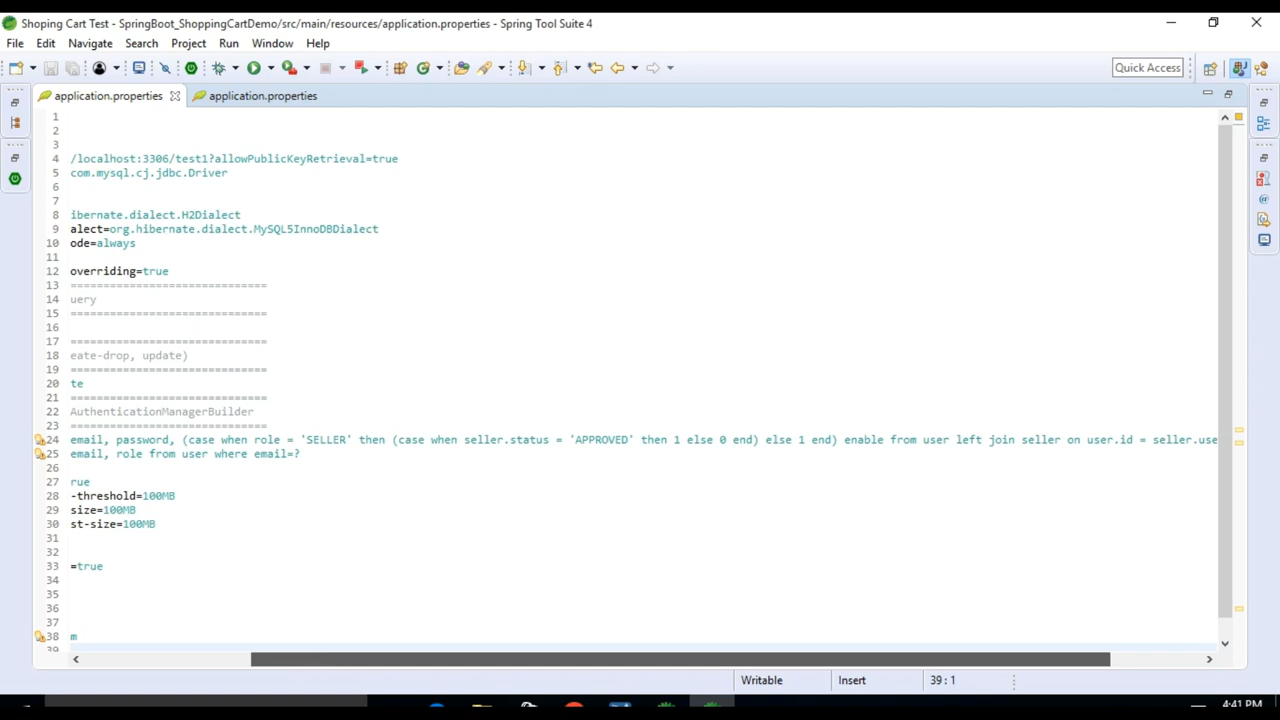 Shoping Cart Test - SpringBoot_ShoppingCartDemo/src/main/resources/application.properties - Spring Tool Suite 4
File Edit Navigate Search Project Run Window Help
Quick Access
application.properties application.properties
1
2
3
4 /localhost:3306/test1?allowPublicKeyRetrieval=true
5 com.mysql.cj.jdbc.Driver
6
7
8 ibernate.dialect.H2Dialect
9 alect=org.hibernate.dialect.MySQL5InnoDBDialect
10 ode=always
11
12 overriding=true
13 ==============================
14 uery
15 ==============================
16
17 ==============================
18 eate-drop, update)
19 ==============================
20 te
21 ==============================
22 AuthenticationManagerBuilder
23 ==============================
24 email, password, (case when role = 'SELLER' then (case when seller.status = 'APPROVED' then 1 else 0 end) else 1 end) enable from user left join seller on user.id = seller.use
25 email, role from user where email=?
26
27 rue
28 -threshold=100MB
29 size=100MB
30 st-size=100MB
31
32
33 =true
34
35
36
37
38 m
39
Writable Insert 39 : 1
4:41 PM